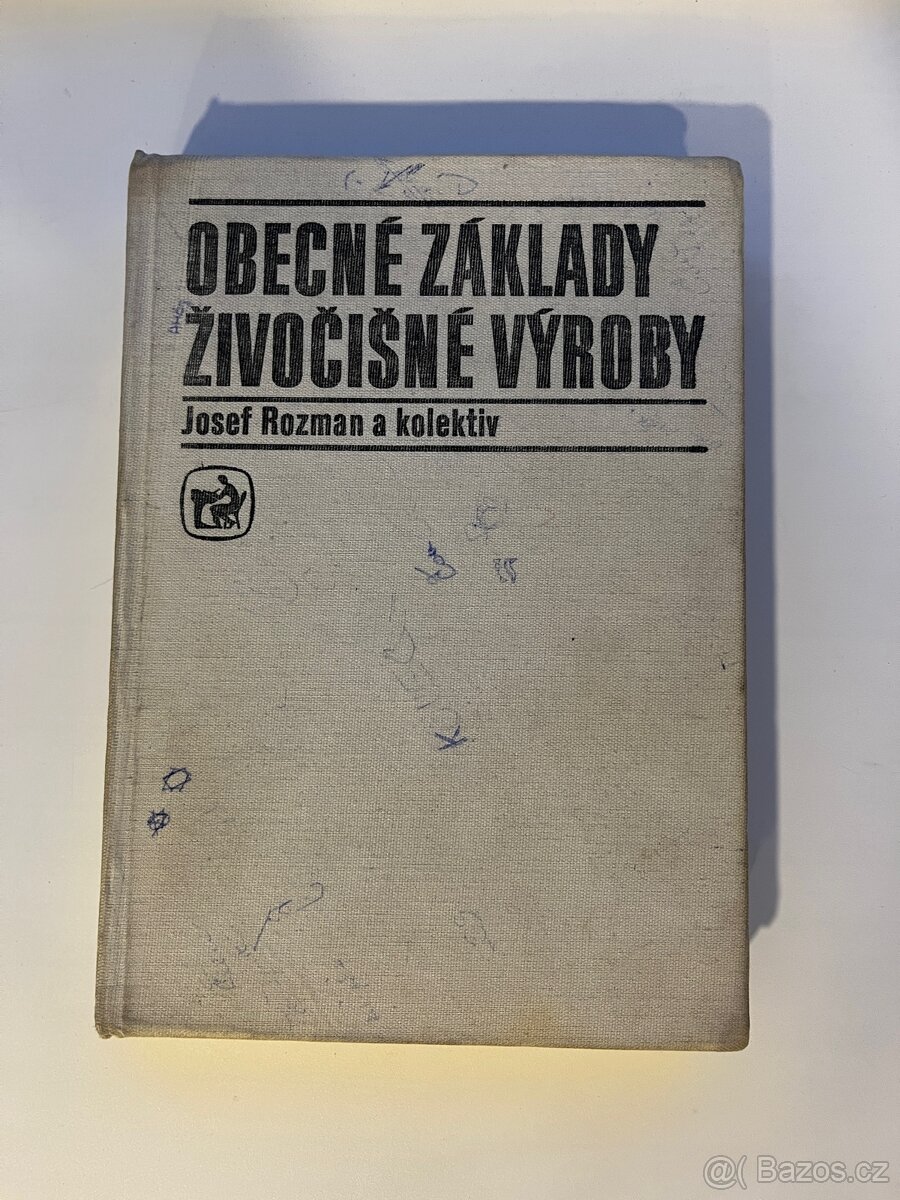 OBECNÉ ZÁKLADY
ŽIVOČIŠNÉ VÝROBY
Josef Rozman a kolektiv
@( Bazos.cz